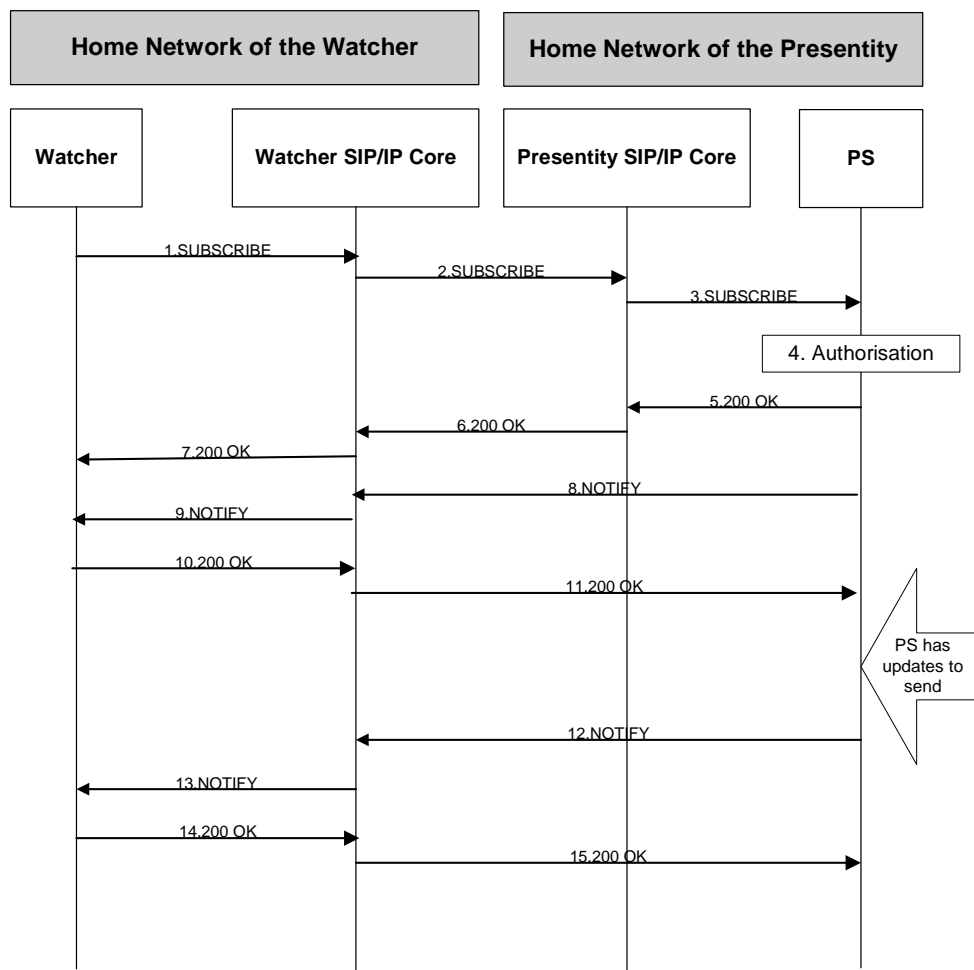 Home Network of the Watcher
Home Network of the Presentity
Watcher
Watcher SIP/IP Core
Presentity SIP/IP Core
PS
1.SUBSCRIBE
2.SUBSCRIBE
3.SUBSCRIBE
4. Authorisation
5.200 OK
6.200 OK
7.200 OK
8.NOTIFY
9.NOTIFY
10.200 OK
11.200 OK
PS has
updates to
send
12.NOTIFY
13.NOTIFY
14.200 OK
15.200 OK